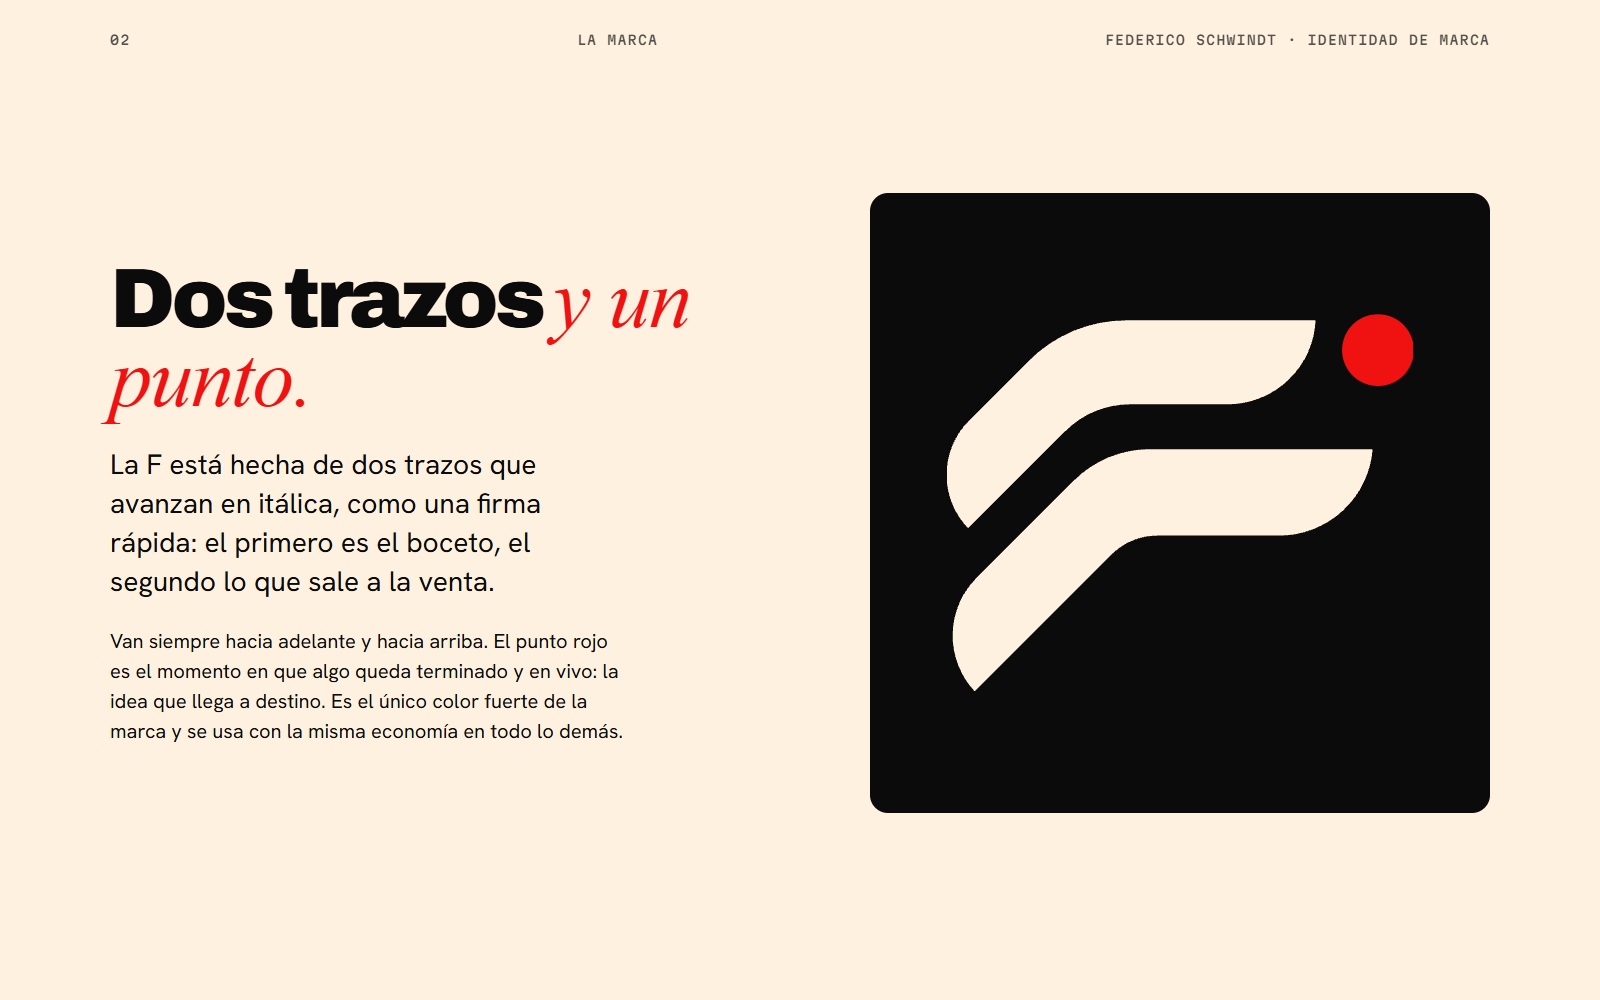 02
LA MARCA
FEDERICO SCHWINDT · IDENTIDAD DE MARCA
Dos trazos y un
punto.
La F está hecha de dos trazos que
avanzan en itálica, como una firma
rápida: el primero es el boceto, el
segundo lo que sale a la venta.
Van siempre hacia adelante y hacia arriba. El punto rojo
es el momento en que algo queda terminado y en vivo: la
idea que llega a destino. Es el único color fuerte de la
marca y se usa con la misma economía en todo lo demás.